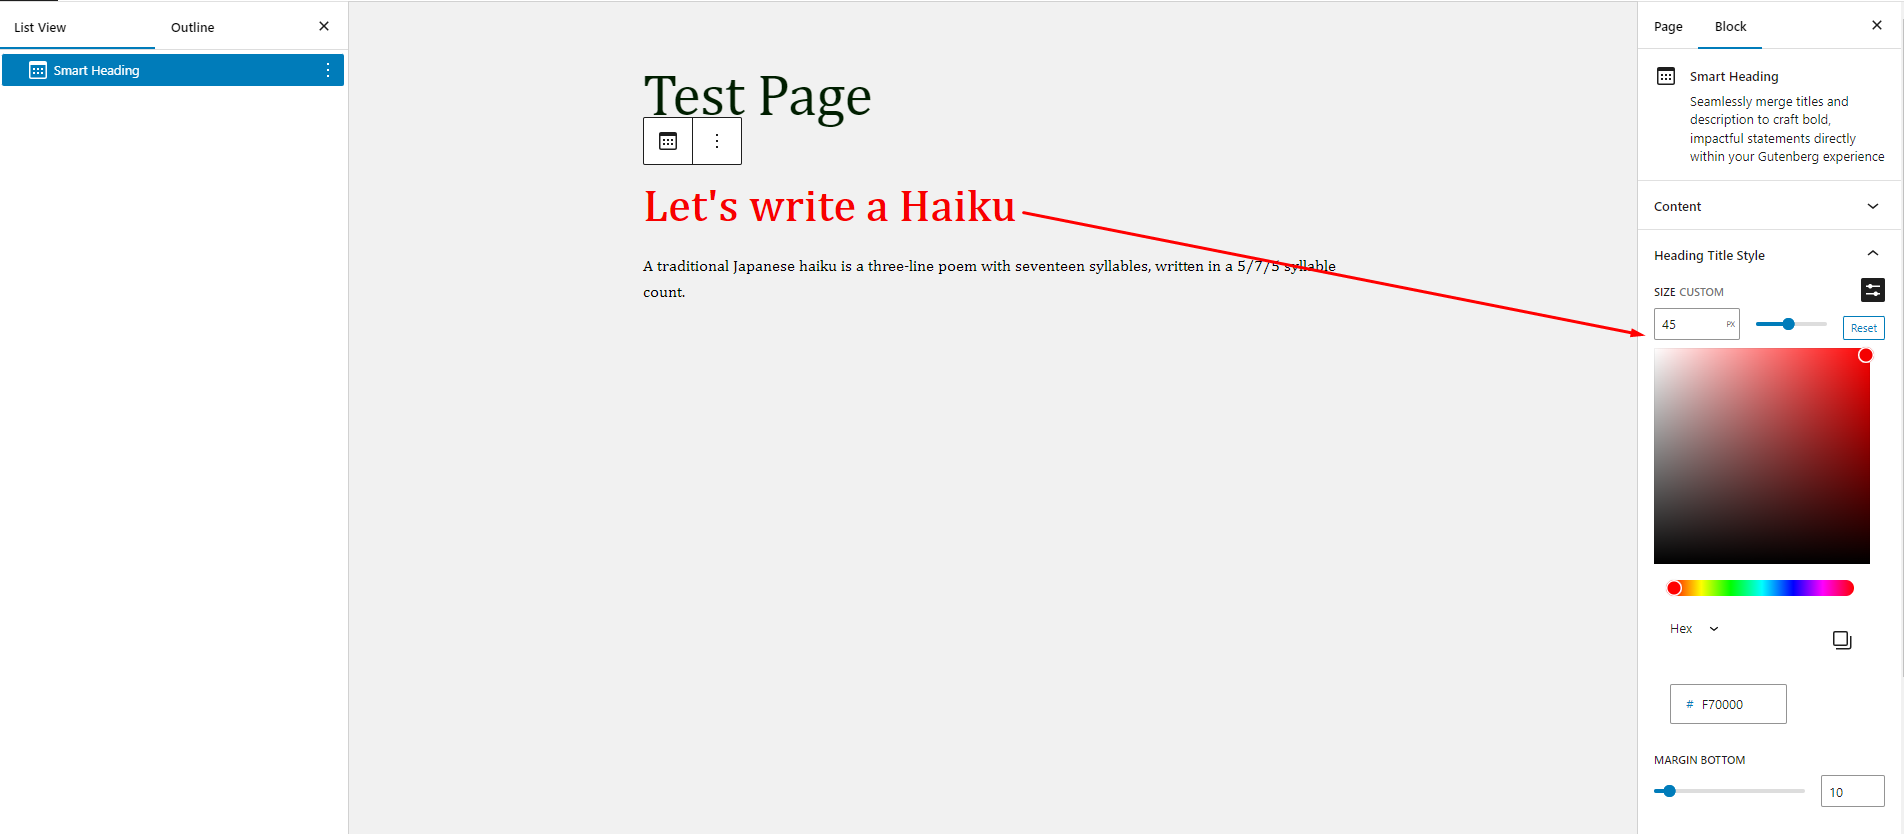 List View
Outline
Smart Heading
Test Page
Let's write a Haiku
A traditional Japanese haiku is a three-line poem with seventeen syllables, written in a 5/7/5 syllable
count.
Page
Block
Smart Heading
Seamlessly merge titles and
description to craft bold,
impactful statements directly
within your Gutenberg experience
Content
Heading Title Style
SIZE CUSTOM
45 PX
Reset
Hex
# F70000
MARGIN BOTTOM
10